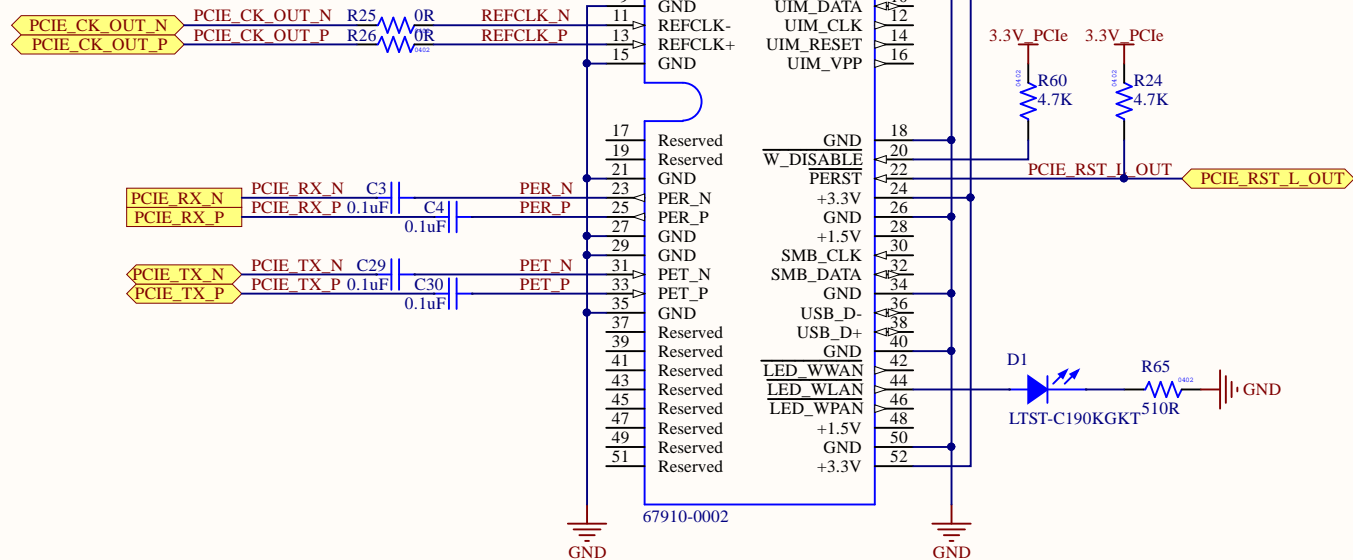 9 GND UIM_DATA 10
PCIE_CK_OUT_N PCIE_CK_OUT_N R25 0R REFCLK_N 11 REFCLK- UIM_CLK 12
PCIE_CK_OUT_P PCIE_CK_OUT_P R26 0R 0402 REFCLK_P 13 REFCLK+ UIM_RESET 14
15 GND UIM_VPP 16
3.3V_PCIe 3.3V_PCIe
0402 R60 4.7K
0402 R24 4.7K
17 Reserved GND 18
19 Reserved W_DISABLE 20
21 GND PERST 22 PCIE_RST_L_OUT PCIE_RST_L_OUT
PCIE_RX_N PCIE_RX_N C3 0.1uF PER_N 23 PER_N +3.3V 24
PCIE_RX_P PCIE_RX_P C4 0.1uF PER_P 25 PER_P GND 26
27 GND +1.5V 28
29 GND SMB_CLK 30
PCIE_TX_N PCIE_TX_N C29 0.1uF PET_N 31 PET_N SMB_DATA 32
PCIE_TX_P PCIE_TX_P C30 0.1uF PET_P 33 PET_P GND 34
35 GND USB_D- 36
37 Reserved USB_D+ 38
39 Reserved GND 40
41 Reserved LED_WWAN 42
43 Reserved LED_WLAN 44
45 Reserved LED_WPAN 46
47 Reserved +1.5V 48
49 Reserved GND 50
51 Reserved +3.3V 52
D1
LTST-C190KGKT
R65 0402
510R
GND
67910-0002
GND
GND